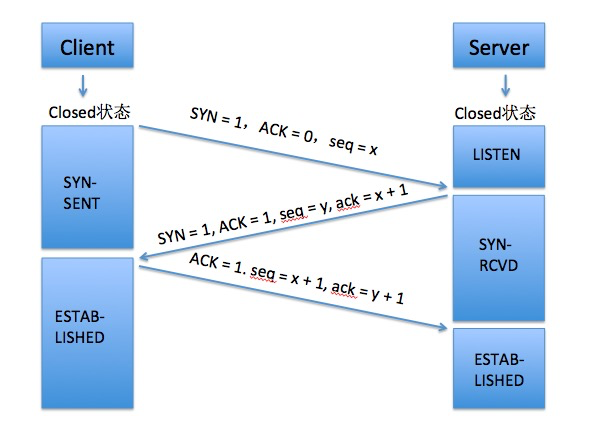 Client
Server
Closed状态
Closed状态
SYN = 1，ACK = 0，seq = x
LISTEN
SYN-
SENT
SYN = 1, ACK = 1, seq = y, ack = x + 1
SYN-
RCVD
ACK = 1. seq = x + 1, ack = y + 1
ESTAB-
LISHED
ESTAB-
LISHED